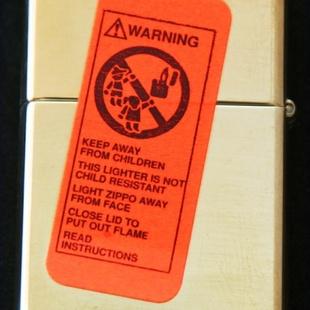 WARNING
KEEP AWAY
FROM CHILDREN
THIS LIGHTER IS NOT
CHILD RESISTANT
LIGHT ZIPPO AWAY
FROM FACE
CLOSE LID TO
PUT OUT FLAME
READ
INSTRUCTIONS